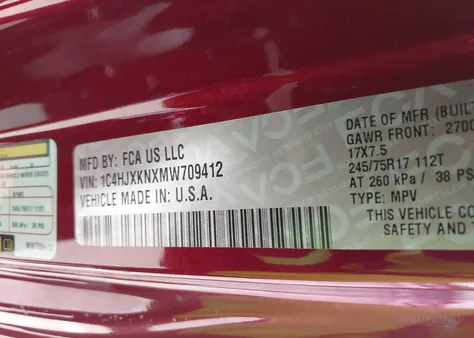 MFD BY: FCA US LLC
VIN: 1C4HJXKNXMW709412
VEHICLE MADE IN: U.S.A.
DATE OF MFR (BUIL
GAWR FRONT: 2700
17X7.5
245/75R17 112T
AT 260 kPa / 38 PS
TYPE: MPV
THIS VEHICLE CO
SAFETY AND T